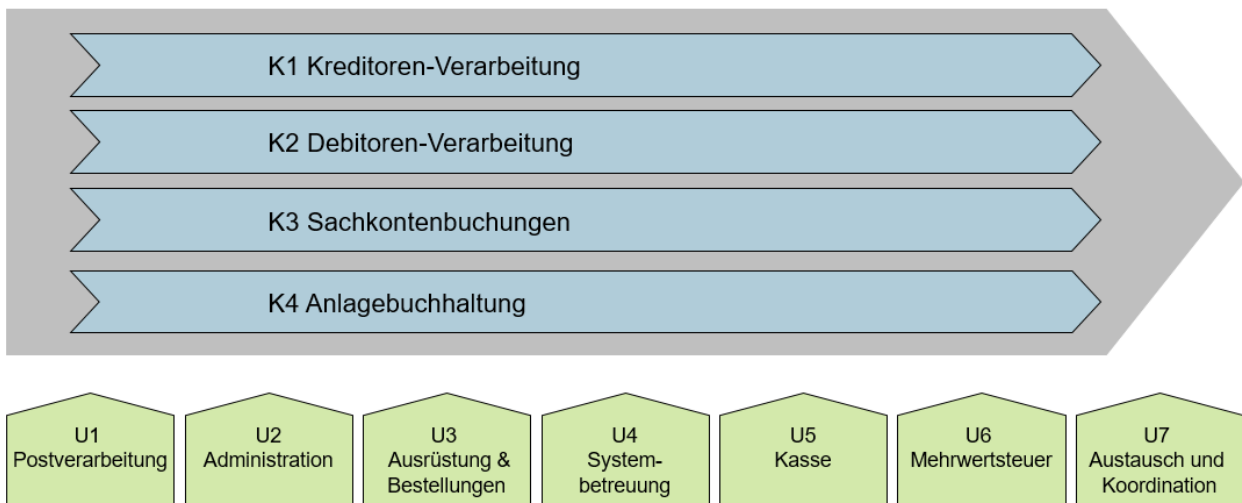 K1 Kreditoren-Verarbeitung
K2 Debitoren-Verarbeitung
K3 Sachkontenbuchungen
K4 Anlagebuchhaltung
U1
Postverarbeitung
U2
Administration
U3
Ausrüstung &
Bestellungen
U4
System-
betreuung
U5
Kasse
U6
Mehrwertsteuer
U7
Austausch und
Koordination